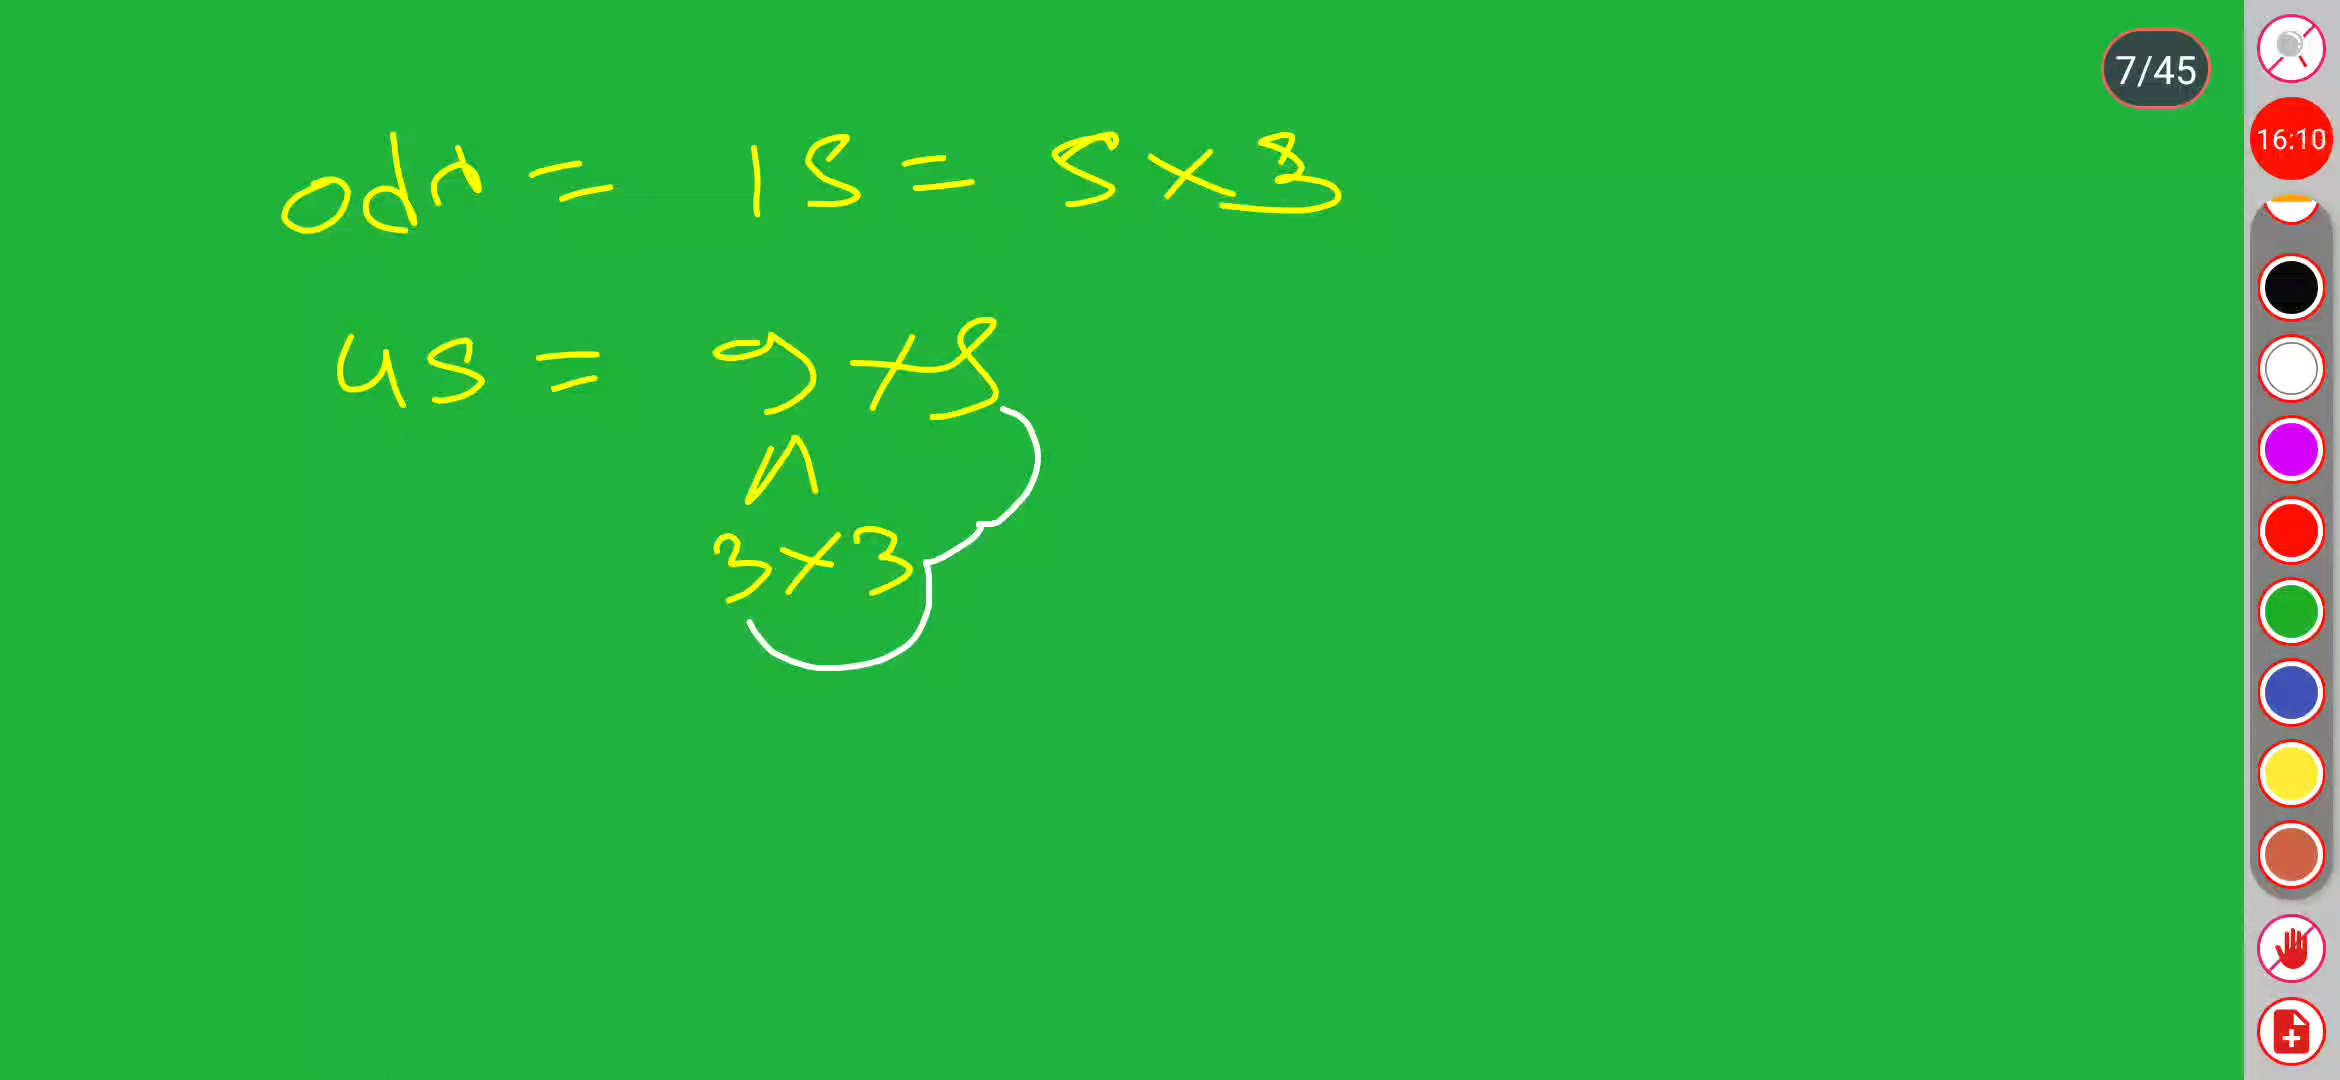 odd = 15 = 5 x 3
45 = 9 x 5
3 x 3
7/45
16:10